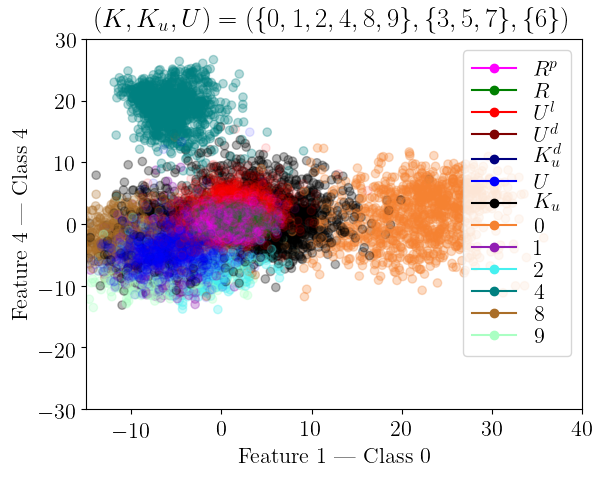 (K, K_u, U) = ({0, 1, 2, 4, 8, 9}, {3, 5, 7}, {6})
30
20
10
0
−10
−20
−30
Feature 4 — Class 4
R^p
R
U^l
U^d
K_u^d
U
K_u
0
1
2
4
8
9
−10 0 10 20 30 40
Feature 1 — Class 0